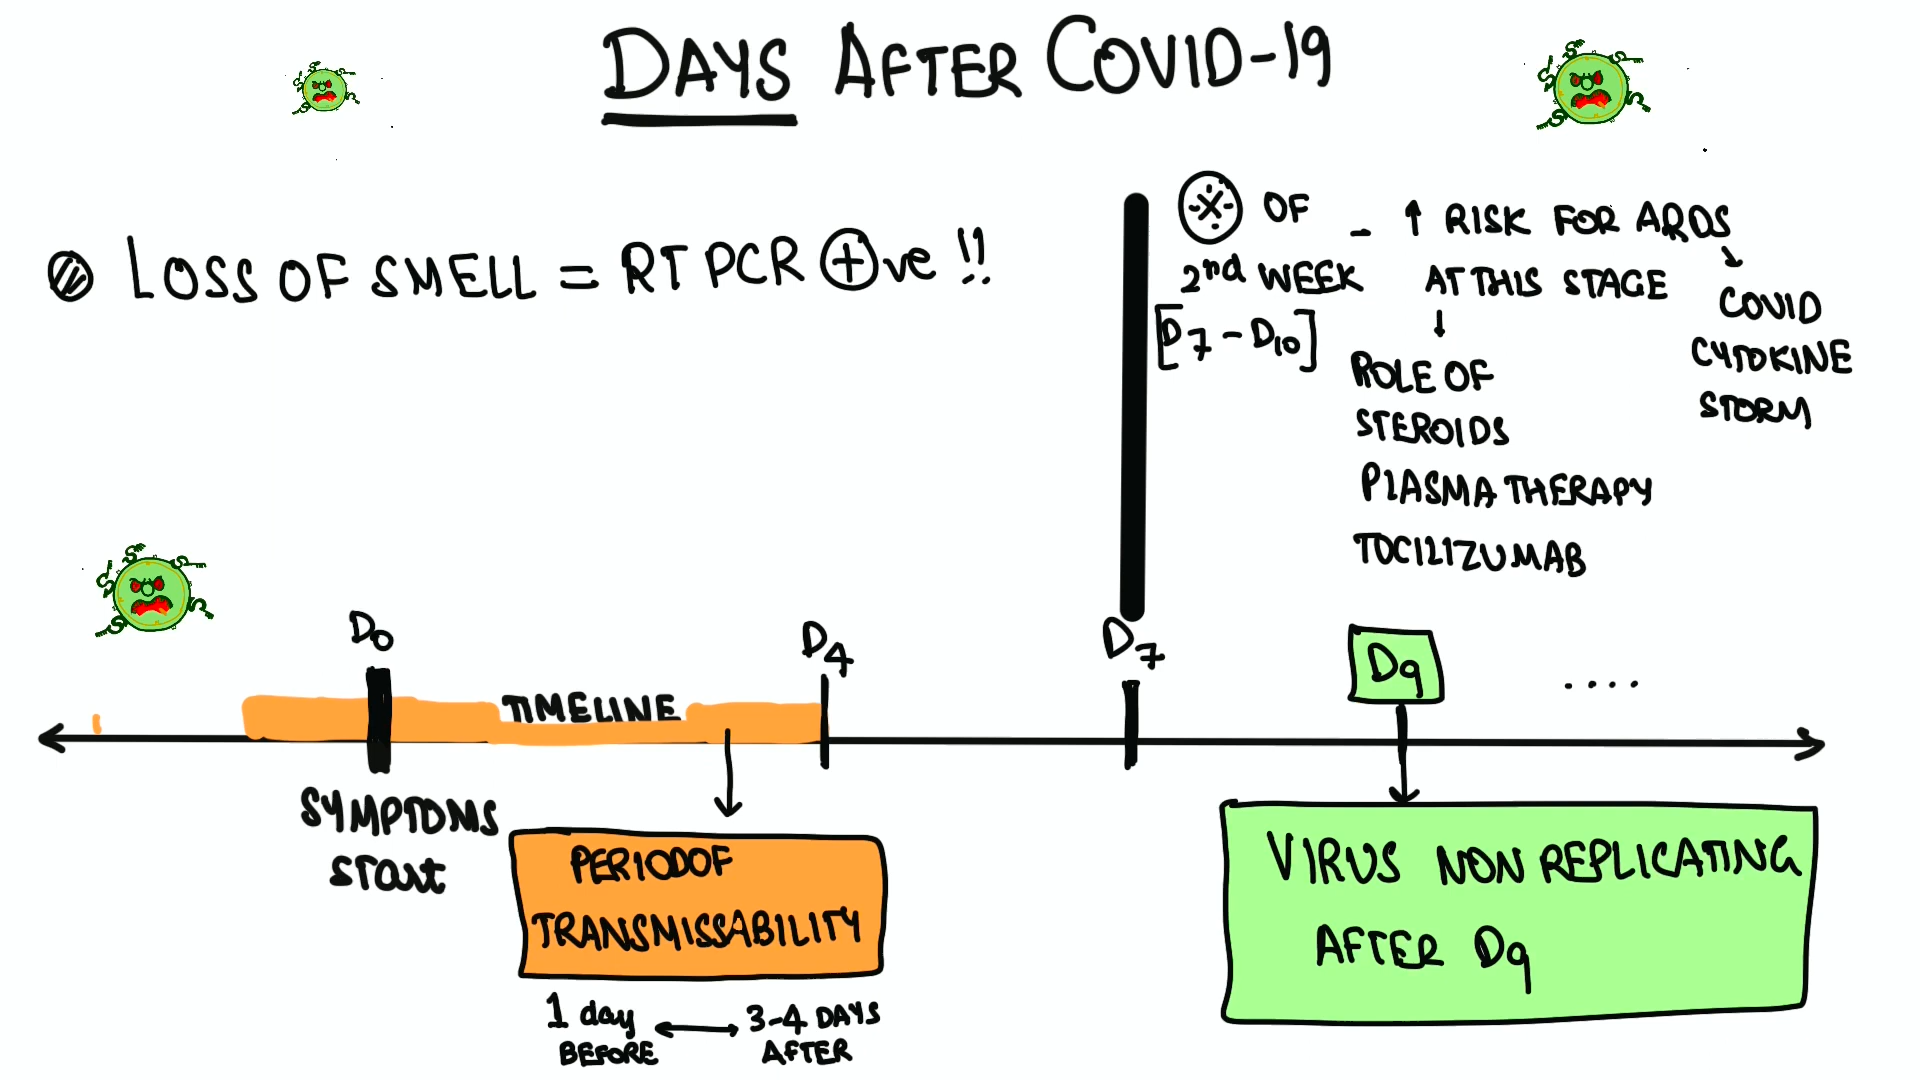 DAYS AFTER COVID-19
LOSS OF SMELL = RT PCR ⊕ve !!
※ OF
2nd WEEK
[D7 - D10]
- ↑ RISK FOR ARDS
AT THIS STAGE
↓
ROLE OF
STEROIDS
PLASMA THERAPY
TOCILIZUMAB
COVID
CYTOKINE
STORM
D0
D4
D7
D9
....
TIMELINE
SYMPTOMS
START
PERIOD OF
TRANSMISSABILITY
1 day
BEFORE
3-4 DAYS
AFTER
VIRUS NON REPLICATING
AFTER D9